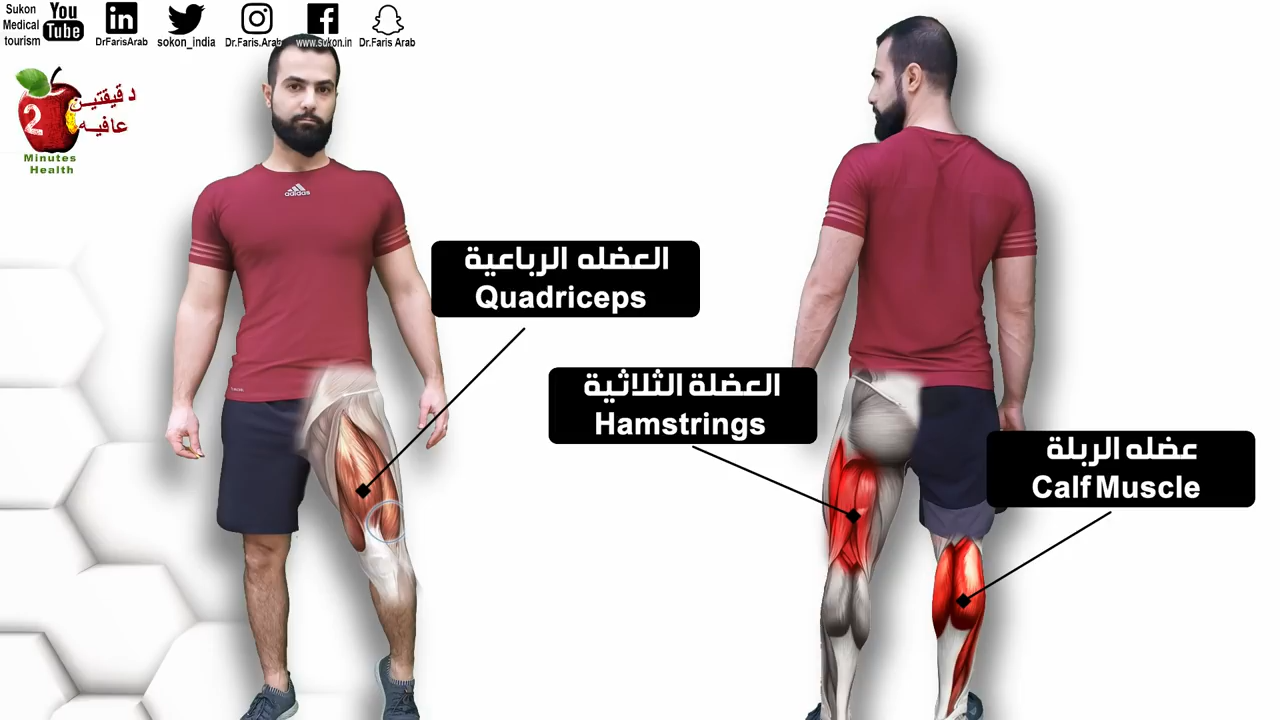 Sukon
Medical
tourism
You
Tube
in
DrFarisArab
sokon_india
Dr.Faris.Arab
www.sukon.in
Dr.Faris Arab
2
دقيقتين
عافيه
Minutes
Health
adidas
العضله الرباعية
Quadriceps
العضلة الثلاثية
Hamstrings
عضله الربلة
Calf Muscle